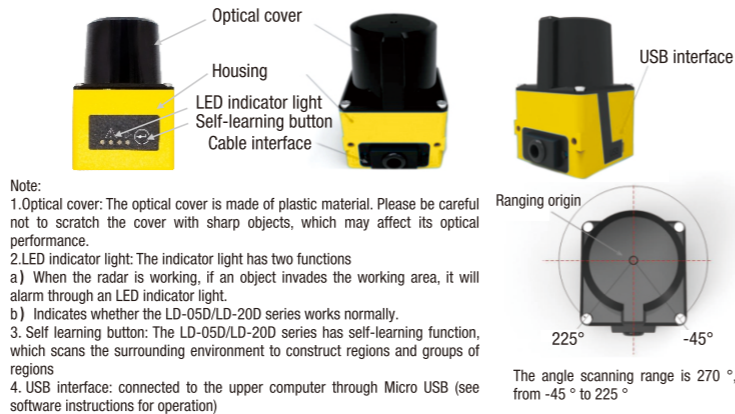 Optical cover
Housing
LED indicator light
Self-learning button
Cable interface
USB interface
Note:
1.Optical cover: The optical cover is made of plastic material. Please be careful
not to scratch the cover with sharp objects, which may affect its optical
performance.
2.LED indicator light: The indicator light has two functions
a）When the radar is working, if an object invades the working area, it will
alarm through an LED indicator light.
b）Indicates whether the LD-05D/LD-20D series works normally.
3. Self learning button: The LD-05D/LD-20D series has self-learning function,
which scans the surrounding environment to construct regions and groups of
regions
4. USB interface: connected to the upper computer through Micro USB (see
software instructions for operation)
Ranging origin
225°
-45°
The angle scanning range is 270 °,
from -45 ° to 225 °